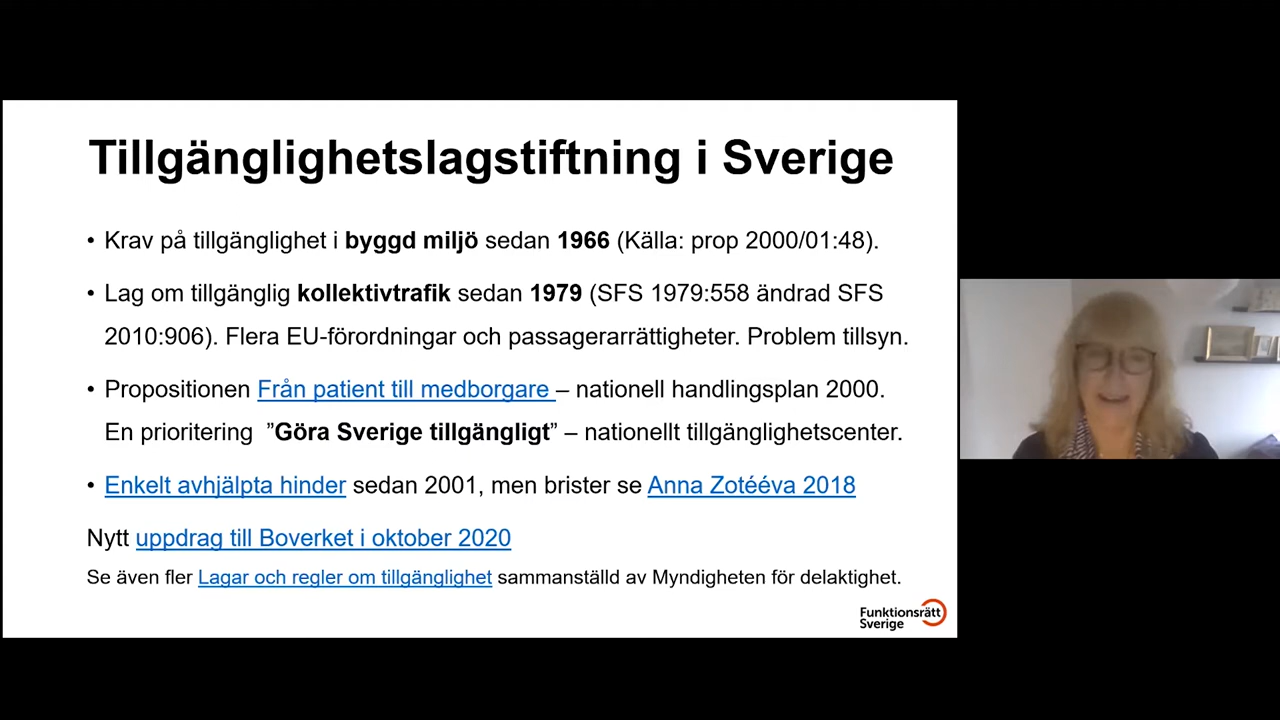 Tillgänglighetslagstiftning i Sverige
• Krav på tillgänglighet i byggd miljö sedan 1966 (Källa: prop 2000/01:48).
• Lag om tillgänglig kollektivtrafik sedan 1979 (SFS 1979:558 ändrad SFS
2010:906). Flera EU-förordningar och passagerarrättigheter. Problem tillsyn.
• Propositionen Från patient till medborgare – nationell handlingsplan 2000.
En prioritering ”Göra Sverige tillgängligt” – nationellt tillgänglighetscenter.
• Enkelt avhjälpta hinder sedan 2001, men brister se Anna Zotééva 2018
Nytt uppdrag till Boverket i oktober 2020
Se även fler Lagar och regler om tillgänglighet sammanställd av Myndigheten för delaktighet.
Funktionsrätt
Sverige